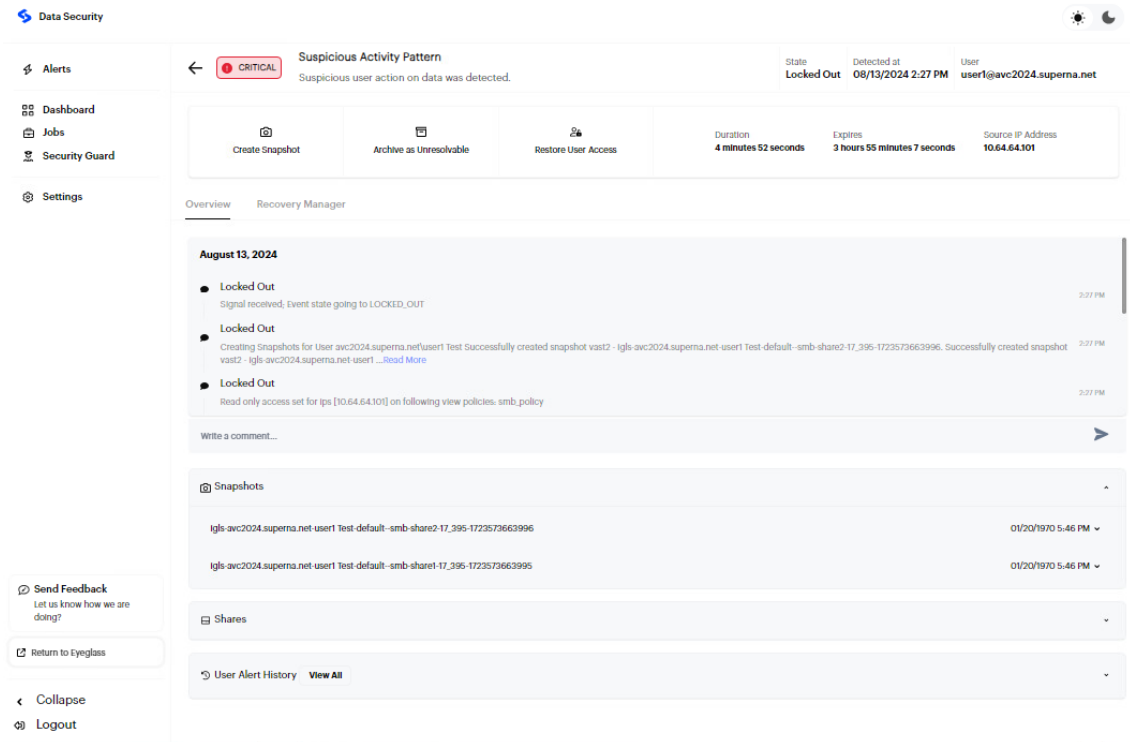 Data Security
Alerts
Dashboard
Jobs
Security Guard
Settings
Send Feedback
Let us know how we are
doing?
Return to Eyeglass
Collapse
Logout
CRITICAL
Suspicious Activity Pattern
Suspicious user action on data was detected.
State
Locked Out
Detected at
08/13/2024 2:27 PM
User
user1@avc2024.superna.net
Create Snapshot
Archive as Unresolvable
Restore User Access
Duration
4 minutes 52 seconds
Expires
3 hours 55 minutes 7 seconds
Source IP Address
10.64.64.101
Overview
Recovery Manager
August 13, 2024
Locked Out
Signal received; Event state going to LOCKED_OUT
2:27 PM
Locked Out
Creating Snapshots for User avc2024.superna.net\user1 Test Successfully created snapshot vast2 - igls-avc2024.superna.net-user1 Test-default--smb-share2-17_395-1723573663996. Successfully created snapshot
vast2 - igls-avc2024.superna.net-user1 ...Read More
2:27 PM
Locked Out
Read only access set for ips [10.64.64.101] on following view policies: smb_policy
2:27 PM
Write a comment...
Snapshots
igls-avc2024.superna.net-user1 Test-default--smb-share2-17_395-1723573663996
01/20/1970 5:46 PM
igls-avc2024.superna.net-user1 Test-default--smb-share1-17_395-1723573663995
01/20/1970 5:46 PM
Shares
User Alert History
View All